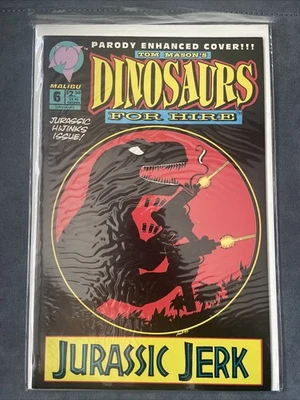 PARODY ENHANCED COVER!!!
MALIBU
TOM MASON'S
DINOSAURS
FOR HIRE
6
JURASSIC
HIJINKS
ISSUE!
JURASSIC JERK